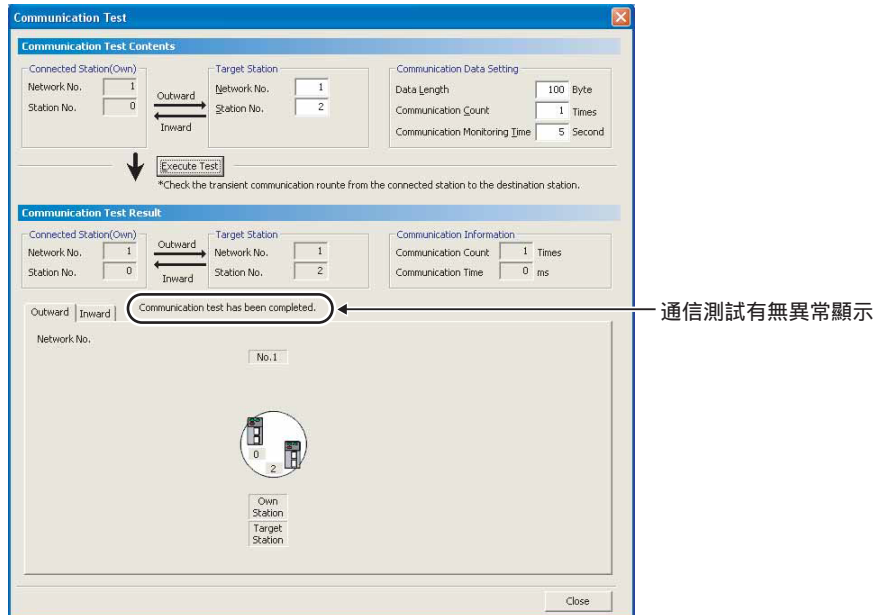 Communication Test
Communication Test Contents
Connected Station(Own)
Network No. 1
Station No. 0
Outward
Inward
Target Station
Network No. 1
Station No. 2
Communication Data Setting
Data Length 100 Byte
Communication Count 1 Times
Communication Monitoring Time 5 Second
Execute Test
*Check the transient communication rounte from the connected station to the destination station.
Communication Test Result
Connected Station(Own)
Network No. 1
Station No. 0
Outward
Inward
Target Station
Network No. 1
Station No. 2
Communication Information
Communication Count 1 Times
Communication Time 0 ms
Outward Inward
Communication test has been completed.
通信測試有無異常顯示
Network No.
No.1
0
2
Own
Station
Target
Station
Close